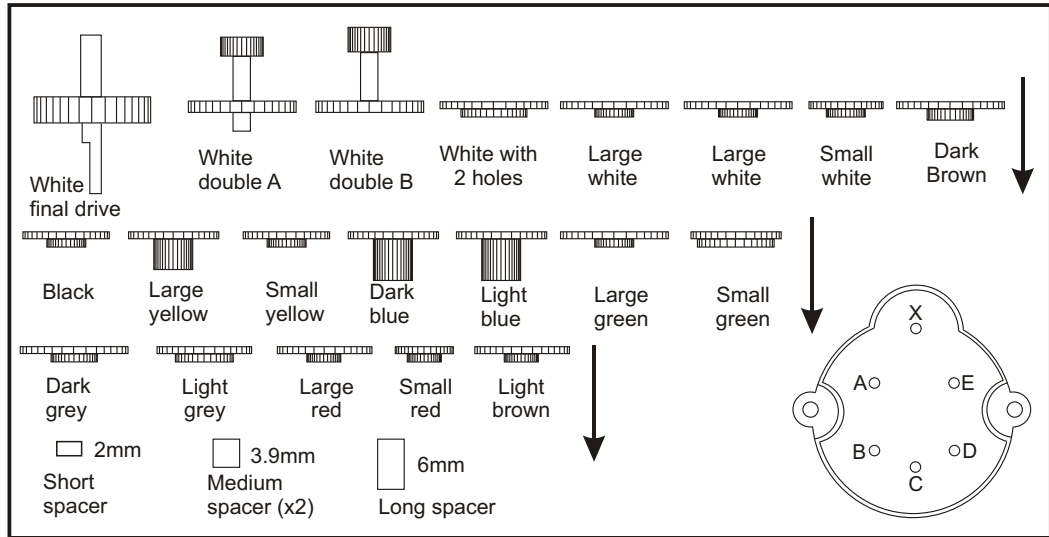 White
final drive
White
double A
White
double B
White with
2 holes
Large
white
Large
white
Small
white
Dark
Brown
Black
Large
yellow
Small
yellow
Dark
blue
Light
blue
Large
green
Small
green
Dark
grey
Light
grey
Large
red
Small
red
Light
brown
2mm
Short
spacer
3.9mm
Medium
spacer (x2)
6mm
Long spacer
X
A
E
B
D
C